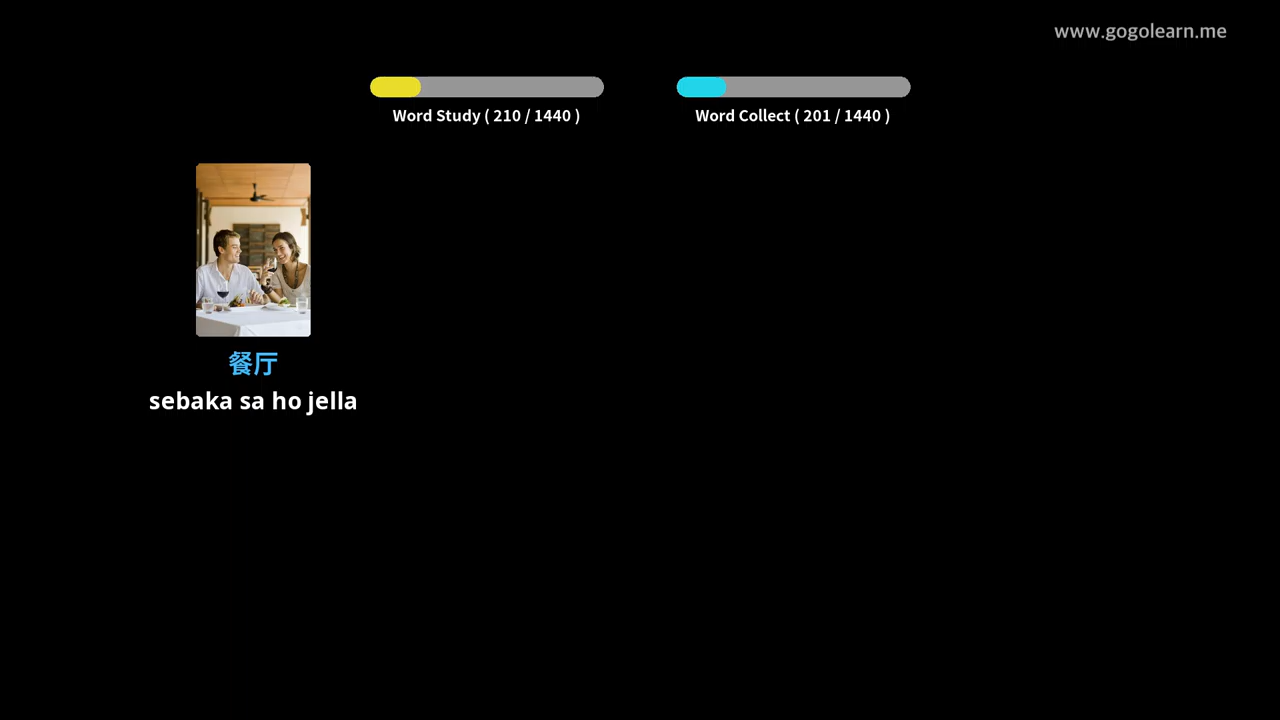 www.gogolearn.me
Word Study ( 210 / 1440 )
Word Collect ( 201 / 1440 )
餐厅
sebaka sa ho jella